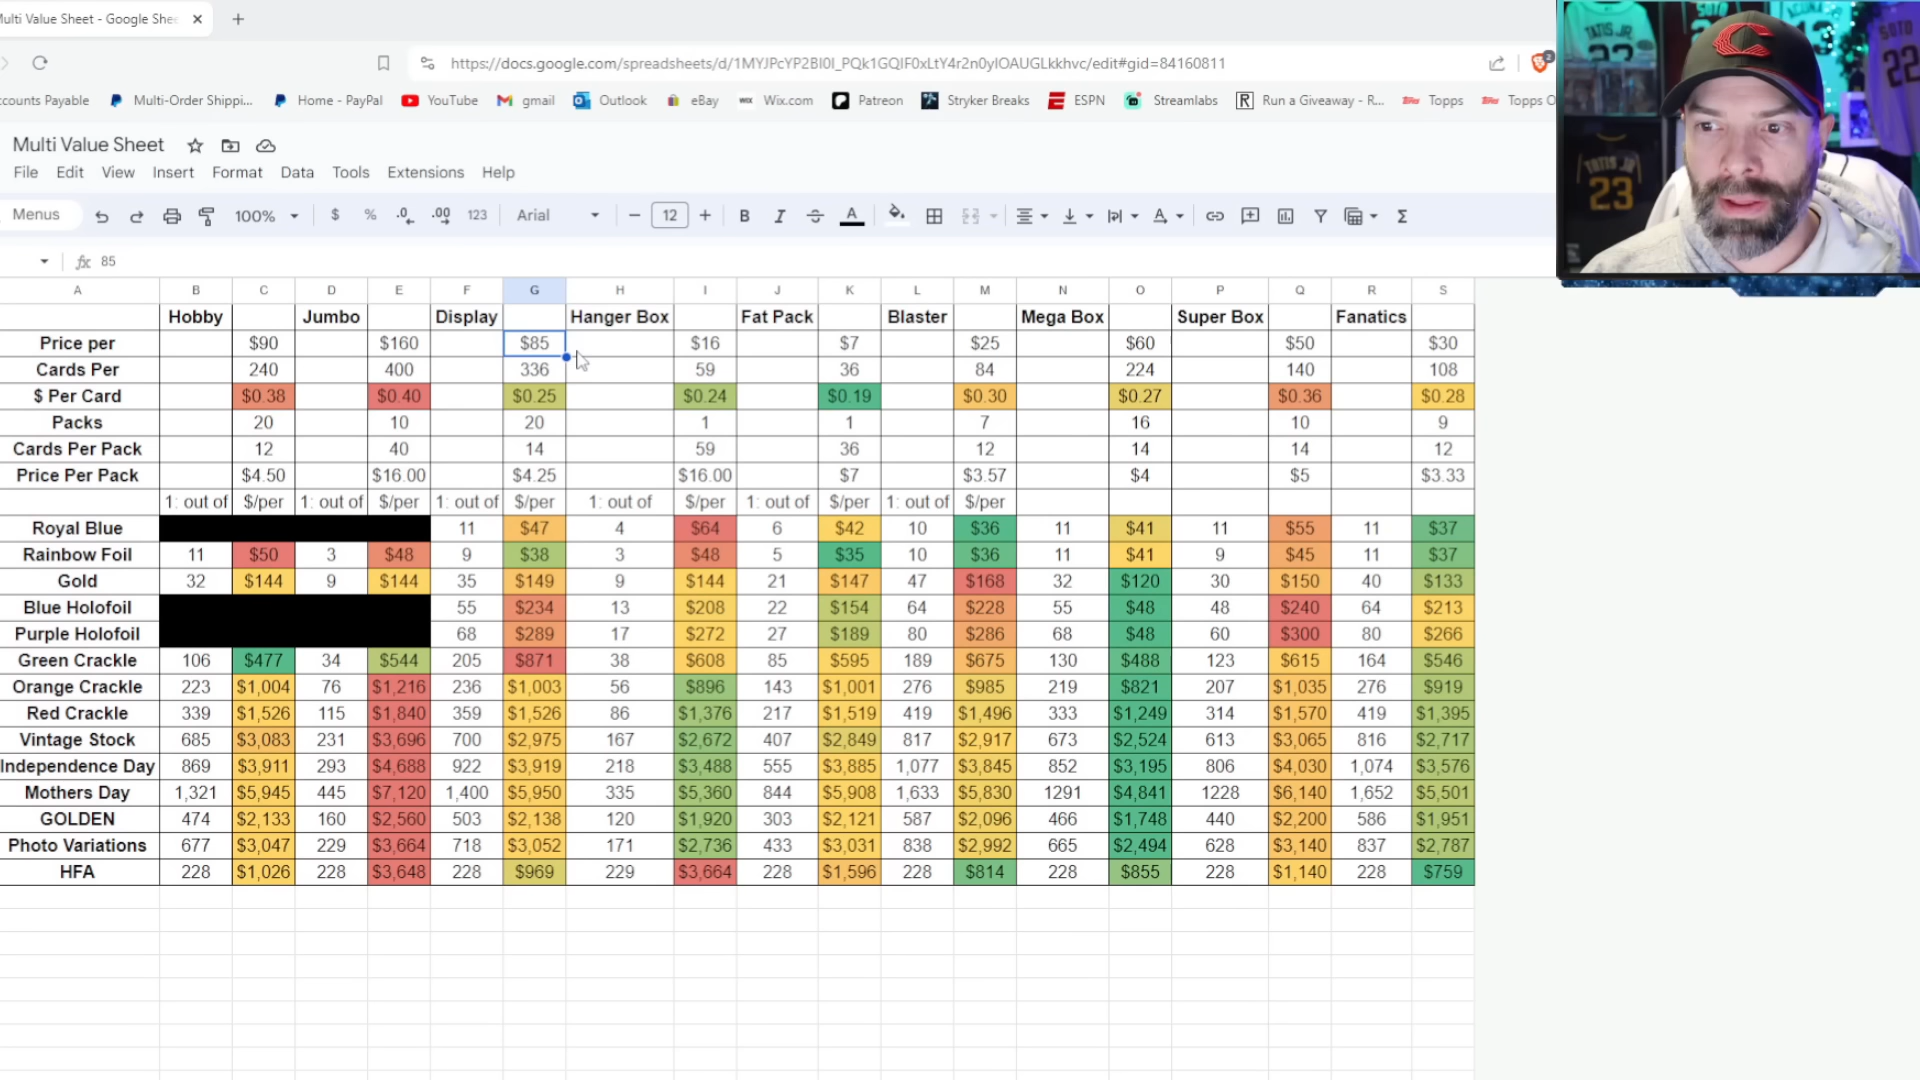 Multi Value Sheet - Google She
https://docs.google.com/spreadsheets/d/1MYJPcYP2BI0I_PQk1GQIF0xLtY4r2n0yIOAUGLkkhvc/edit#gid=84160811
2
ccounts Payable Multi-Order Shippi... Home - PayPal YouTube gmail Outlook eBay Wix.com Patreon Stryker Breaks ESPN Streamlabs Run a Giveaway - R... Topps Topps O
Multi Value Sheet
File Edit View Insert Format Data Tools Extensions Help
Menus 100% $ % .0 .00 123 Arial 12 B I A
fx 85
A B C D E F G H I J K L M N O P Q R S
Hobby Jumbo Display Hanger Box Fat Pack Blaster Mega Box Super Box Fanatics
Price per $90 $160 $85 $16 $7 $25 $60 $50 $30
Cards Per 240 400 336 59 36 84 224 140 108
$ Per Card $0.38 $0.40 $0.25 $0.24 $0.19 $0.30 $0.27 $0.36 $0.28
Packs 20 10 20 1 1 7 16 10 9
Cards Per Pack 12 40 14 59 36 12 14 14 12
Price Per Pack $4.50 $16.00 $4.25 $16.00 $7 $3.57 $4 $5 $3.33
1: out of $/per 1: out of $/per 1: out of $/per 1: out of $/per 1: out of $/per 1: out of $/per
Royal Blue 11 $47 4 $64 6 $42 10 $36 11 $41 11 $55 11 $37
Rainbow Foil 11 $50 3 $48 9 $38 3 $48 5 $35 10 $36 11 $41 9 $45 11 $37
Gold 32 $144 9 $144 35 $149 9 $144 21 $147 47 $168 32 $120 30 $150 40 $133
Blue Holofoil 55 $234 13 $208 22 $154 64 $228 55 $48 48 $240 64 $213
Purple Holofoil 68 $289 17 $272 27 $189 80 $286 68 $48 60 $300 80 $266
Green Crackle 106 $477 34 $544 205 $871 38 $608 85 $595 189 $675 130 $488 123 $615 164 $546
Orange Crackle 223 $1,004 76 $1,216 236 $1,003 56 $896 143 $1,001 276 $985 219 $821 207 $1,035 276 $919
Red Crackle 339 $1,526 115 $1,840 359 $1,526 86 $1,376 217 $1,519 419 $1,496 333 $1,249 314 $1,570 419 $1,395
Vintage Stock 685 $3,083 231 $3,696 700 $2,975 167 $2,672 407 $2,849 817 $2,917 673 $2,524 613 $3,065 816 $2,717
Independence Day 869 $3,911 293 $4,688 922 $3,919 218 $3,488 555 $3,885 1,077 $3,845 852 $3,195 806 $4,030 1,074 $3,576
Mothers Day 1,321 $5,945 445 $7,120 1,400 $5,950 335 $5,360 844 $5,908 1,633 $5,830 1291 $4,841 1228 $6,140 1,652 $5,501
GOLDEN 474 $2,133 160 $2,560 503 $2,138 120 $1,920 303 $2,121 587 $2,096 466 $1,748 440 $2,200 586 $1,951
Photo Variations 677 $3,047 229 $3,664 718 $3,052 171 $2,736 433 $3,031 838 $2,992 665 $2,494 628 $3,140 837 $2,787
HFA 228 $1,026 228 $3,648 228 $969 229 $3,664 228 $1,596 228 $814 228 $855 228 $1,140 228 $759
TATIS JR.
23
SOTO
22
TATIS JR
23